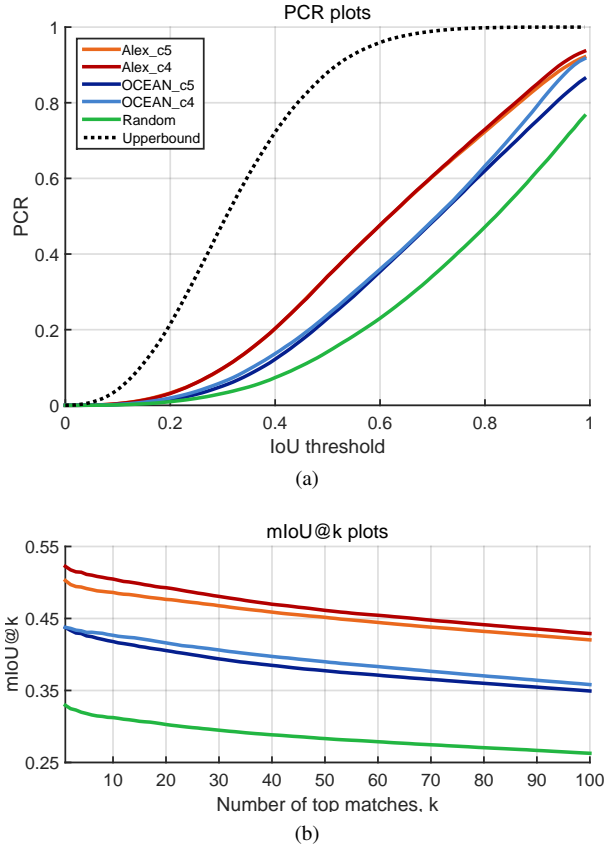 PCR plots
1
0.8
0.6
0.4
0.2
0
PCR
Alex_c5
Alex_c4
OCEAN_c5
OCEAN_c4
Random
Upperbound
0 0.2 0.4 0.6 0.8 1
IoU threshold
(a)
mIoU@k plots
0.55
0.45
0.35
0.25
mIoU@k
10 20 30 40 50 60 70 80 90 100
Number of top matches, k
(b)